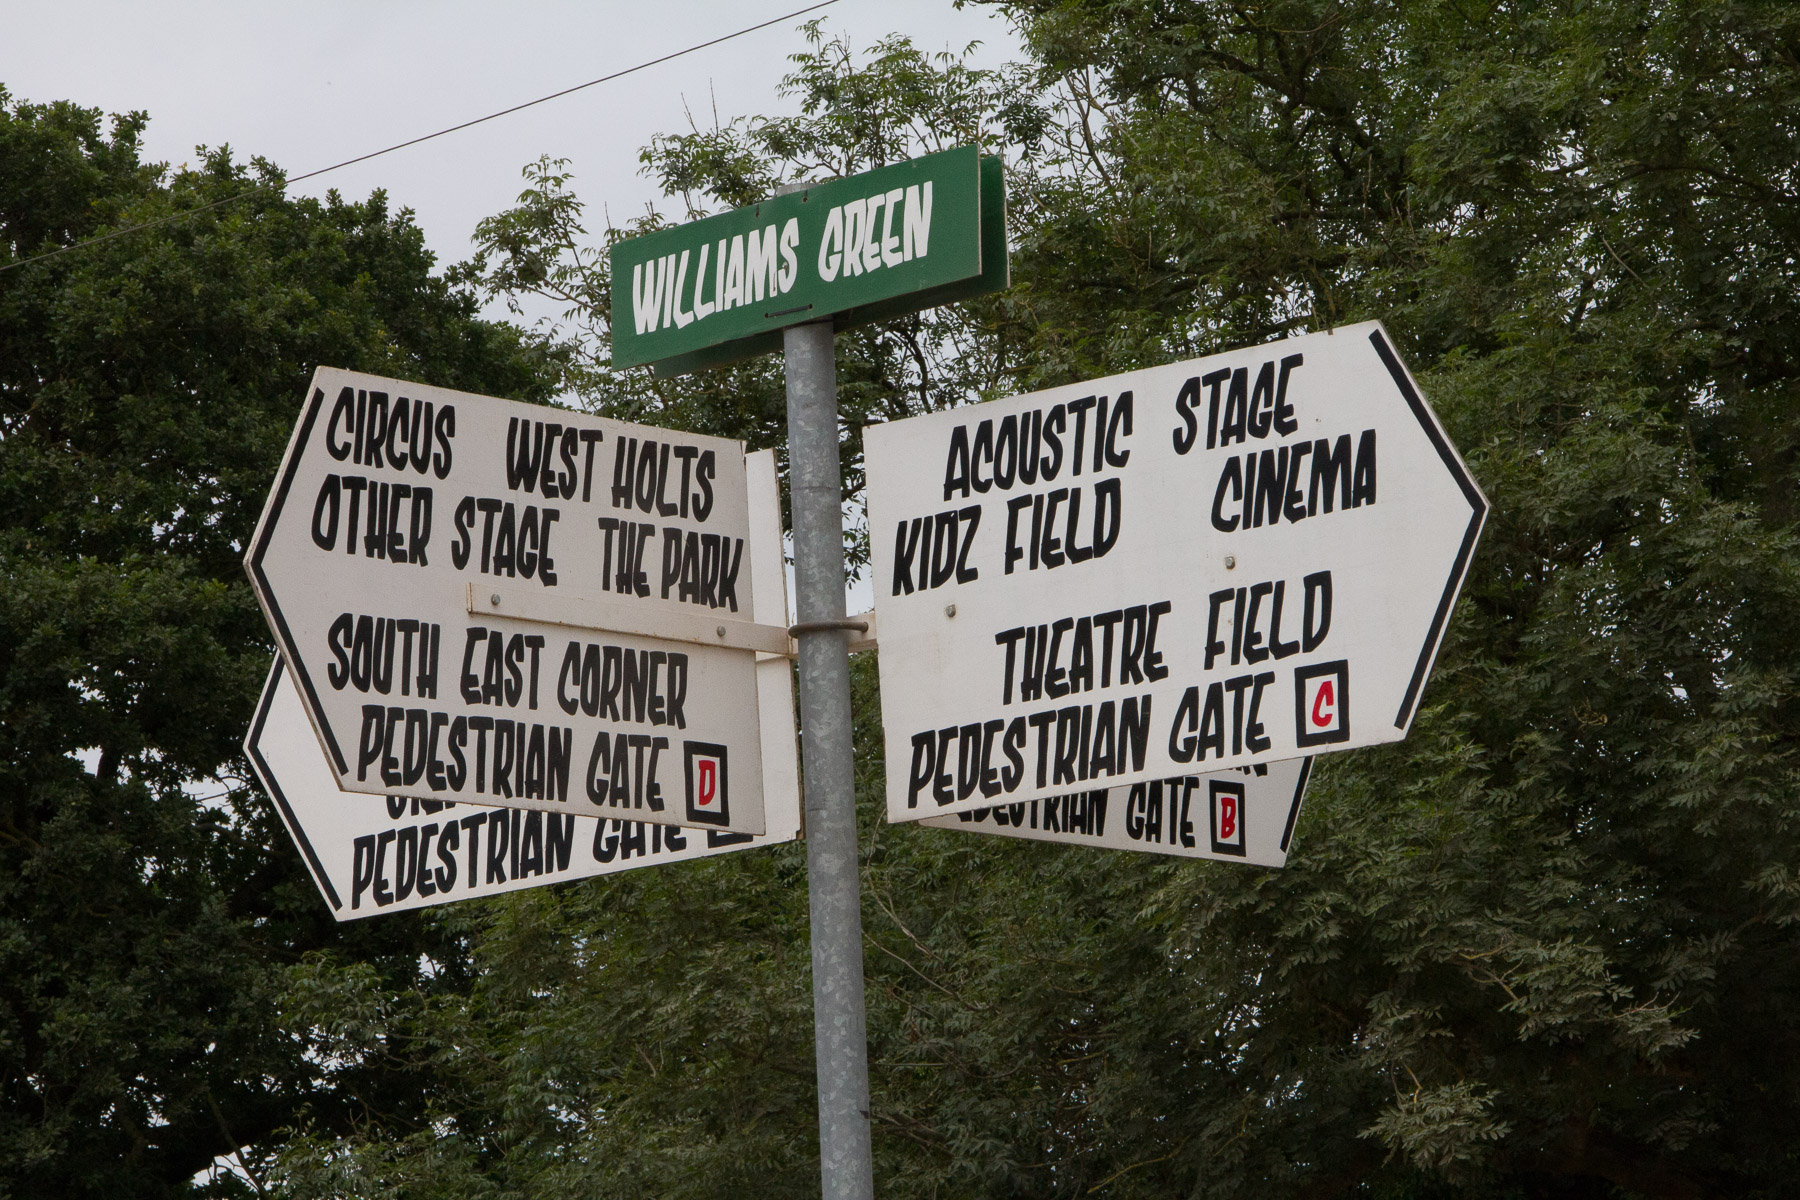 WILLIAMS GREEN
CIRCUS WEST HOLTS
OTHER STAGE THE PARK
SOUTH EAST CORNER
PEDESTRIAN GATE D
PEDESTRIAN GATE
ACOUSTIC STAGE
KIDZ FIELD CINEMA
THEATRE FIELD
PEDESTRIAN GATE C
GATE B